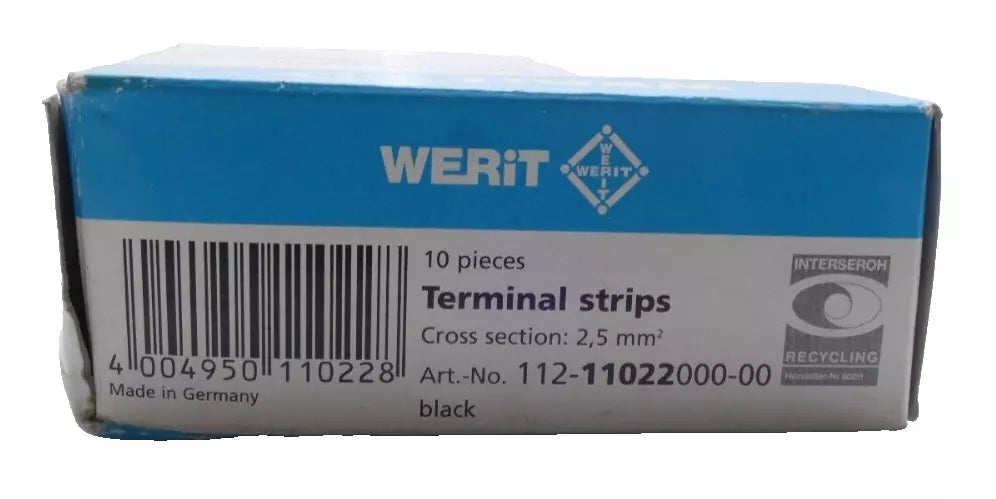 WERiT
WERIT
WERIT
10 pieces
Terminal strips
Cross section: 2,5 mm²
Art.-No. 112-11022000-00
black
4 004950 110228
Made in Germany
INTERSEROH
RECYCLING